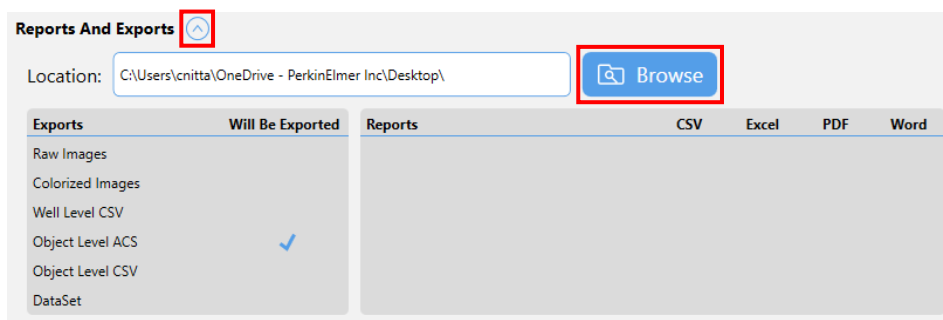 Reports And Exports
Location: C:\Users\cnitta\OneDrive - PerkinElmer Inc\Desktop\ Browse
Exports Will Be Exported Reports CSV Excel PDF Word
Raw Images
Colorized Images
Well Level CSV
Object Level ACS
Object Level CSV
DataSet